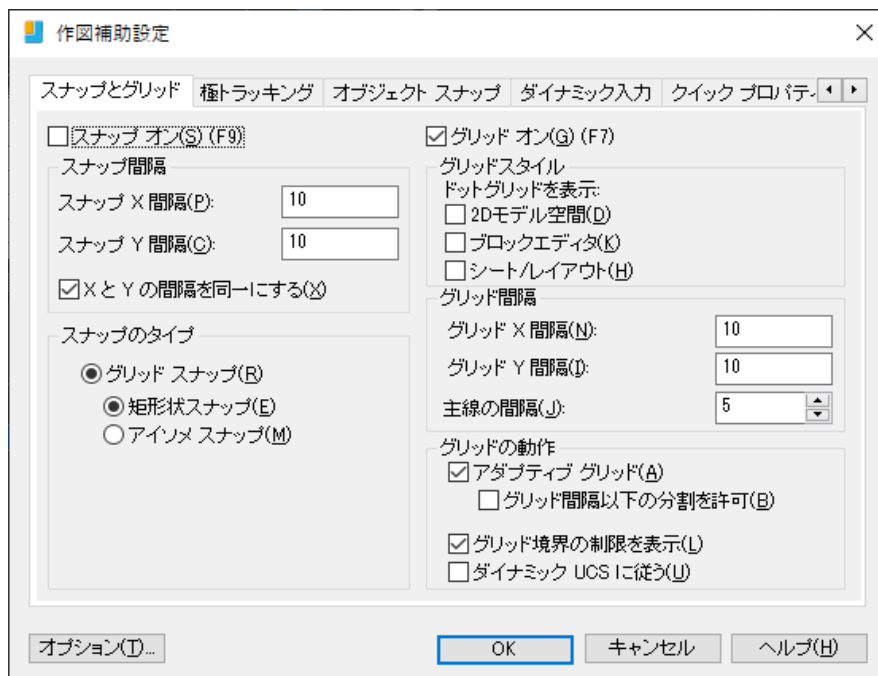 作図補助設定
スナップとグリッド 極トラッキング オブジェクト スナップ ダイナミック入力 クイック プロパティ
スナップ オン(S) (F9)
スナップ間隔
スナップ X 間隔(P): 10
スナップ Y 間隔(C): 10
X と Y の間隔を同一にする(X)
スナップのタイプ
グリッド スナップ(R)
矩形状スナップ(E)
アイソメ スナップ(M)
グリッド オン(G) (F7)
グリッドスタイル
ドットグリッドを表示:
2Dモデル空間(D)
ブロックエディタ(K)
シート/レイアウト(H)
グリッド間隔
グリッド X 間隔(N): 10
グリッド Y 間隔(I): 10
主線の間隔(J): 5
グリッドの動作
アダプティブ グリッド(A)
グリッド間隔以下の分割を許可(B)
グリッド境界の制限を表示(L)
ダイナミック UCS に従う(U)
オプション(T)... OK キャンセル ヘルプ(H)